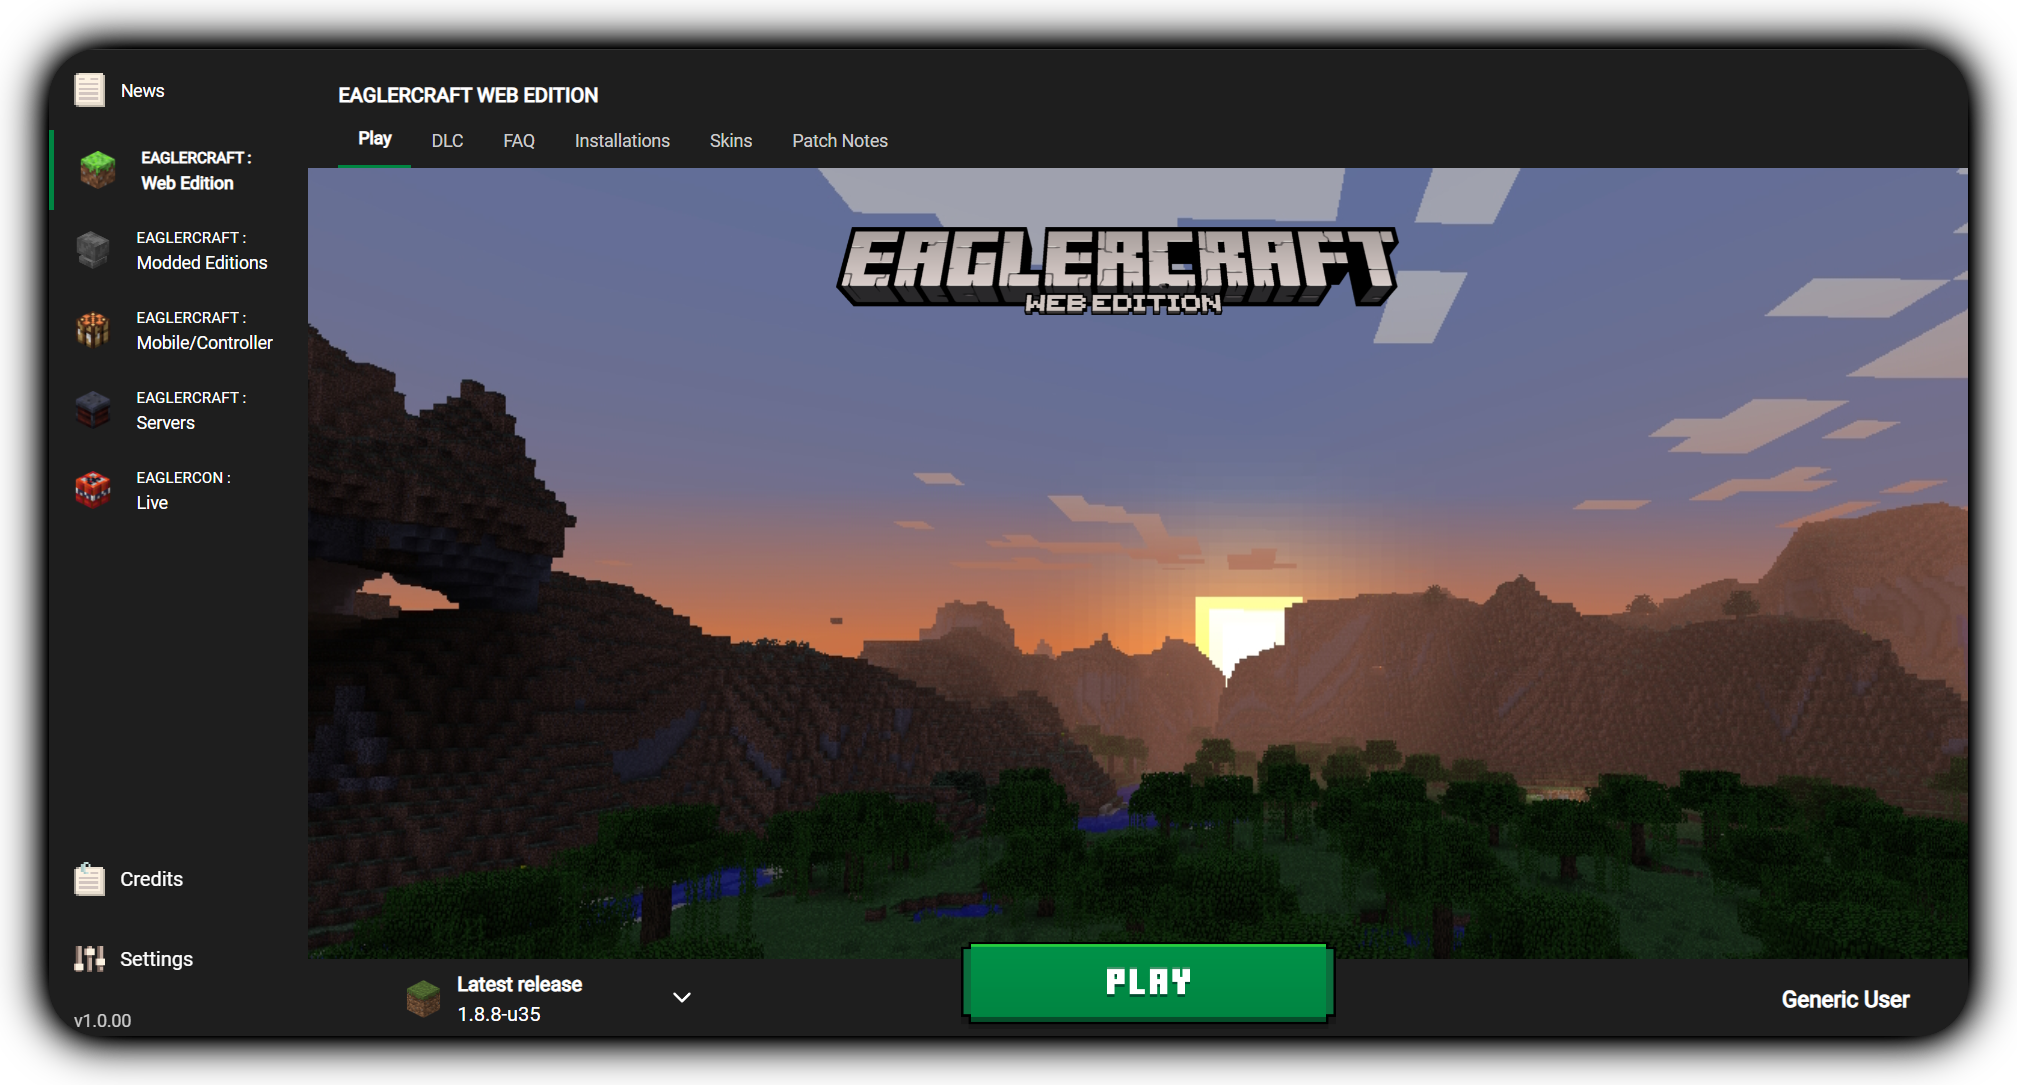 News
EAGLERCRAFT :
Web Edition
EAGLERCRAFT :
Modded Editions
EAGLERCRAFT :
Mobile/Controller
EAGLERCRAFT :
Servers
EAGLERCON :
Live
Credits
Settings
v1.0.00
EAGLERCRAFT WEB EDITION
Play DLC FAQ Installations Skins Patch Notes
EAGLERCRAFT
WEB EDITION
Latest release
1.8.8-u35
PLAY
Generic User